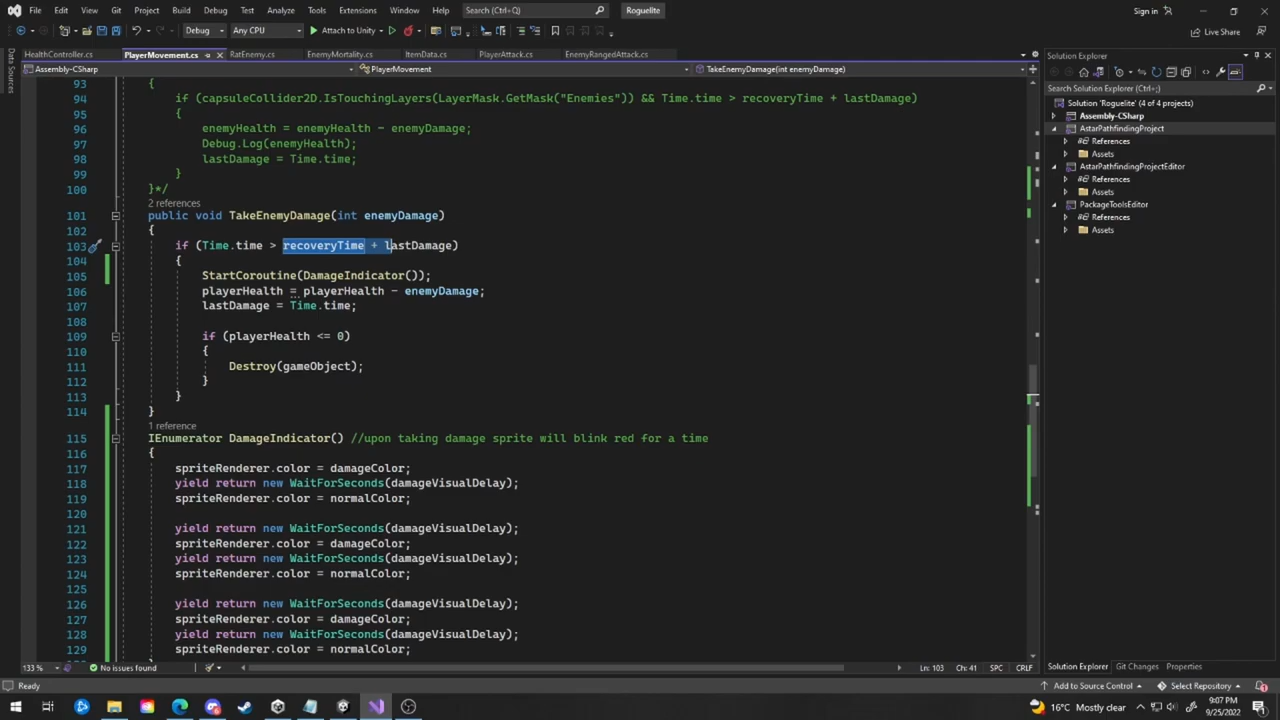 File Edit View Git Project Build Debug Test Analyze Tools Extensions Window Help Search (Ctrl+Q) Roguelite Sign in
Debug Any CPU Attach to Unity Live Share
HealthController.cs PlayerMovement.cs RatEnemy.cs EnemyMortality.cs ItemData.cs PlayerAttack.cs EnemyRangedAttack.cs Solution Explorer
Assembly-CSharp PlayerMovement TakeEnemyDamage(int enemyDamage)
Data Sources
93 {
94 if (capsuleCollider2D.IsTouchingLayers(LayerMask.GetMask("Enemies")) && Time.time > recoveryTime + lastDamage)
95 {
96 enemyHealth = enemyHealth - enemyDamage;
97 Debug.Log(enemyHealth);
98 lastDamage = Time.time;
99 }
100 }*/
2 references
101 public void TakeEnemyDamage(int enemyDamage)
102 {
103 if (Time.time > recoveryTime + lastDamage)
104 {
105 StartCoroutine(DamageIndicator());
106 playerHealth = playerHealth - enemyDamage;
107 lastDamage = Time.time;
108
109 if (playerHealth <= 0)
110 {
111 Destroy(gameObject);
112 }
113 }
114 }
1 reference
115 IEnumerator DamageIndicator() //upon taking damage sprite will blink red for a time
116 {
117 spriteRenderer.color = damageColor;
118 yield return new WaitForSeconds(damageVisualDelay);
119 spriteRenderer.color = normalColor;
120
121 yield return new WaitForSeconds(damageVisualDelay);
122 spriteRenderer.color = damageColor;
123 yield return new WaitForSeconds(damageVisualDelay);
124 spriteRenderer.color = normalColor;
125
126 yield return new WaitForSeconds(damageVisualDelay);
127 spriteRenderer.color = damageColor;
128 yield return new WaitForSeconds(damageVisualDelay);
129 spriteRenderer.color = normalColor;
Search Solution Explorer (Ctrl+;)
Solution 'Roguelite' (4 of 4 projects)
Assembly-CSharp
AstarPathfindingProject
References
Assets
AstarPathfindingProjectEditor
References
Assets
PackageToolsEditor
References
Assets
133 % No issues found Ln: 103 Ch: 41 SPC CRLF
Solution Explorer Git Changes Properties
Ready Add to Source Control Select Repository
16°C Mostly clear 9:07 PM
9/25/2022